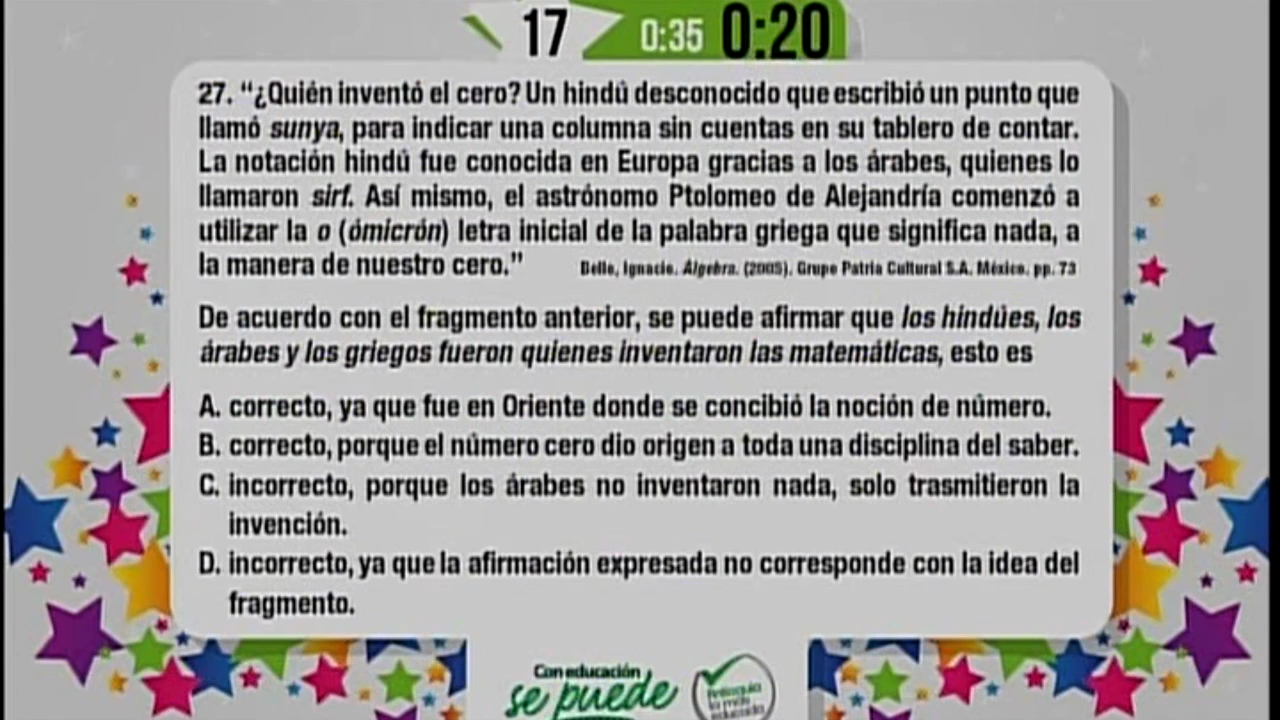 17 0:35 0:20
27. “¿Quién inventó el cero? Un hindú desconocido que escribió un punto que
llamó sunya, para indicar una columna sin cuentas en su tablero de contar.
La notación hindú fue conocida en Europa gracias a los árabes, quienes lo
llamaron sirf. Así mismo, el astrónomo Ptolomeo de Alejandría comenzó a
utilizar la o (ómicrón) letra inicial de la palabra griega que significa nada, a
la manera de nuestro cero.” Bello, Ignacio. Álgebra. (2005). Grupo Patria Cultural S.A. México. pp. 73
De acuerdo con el fragmento anterior, se puede afirmar que los hindúes, los
árabes y los griegos fueron quienes inventaron las matemáticas, esto es
A. correcto, ya que fue en Oriente donde se concibió la noción de número.
B. correcto, porque el número cero dio origen a toda una disciplina del saber.
C. incorrecto, porque los árabes no inventaron nada, solo trasmitieron la
invención.
D. incorrecto, ya que la afirmación expresada no corresponde con la idea del
fragmento.
Con educación
se puede
Antioquia
la más
educada